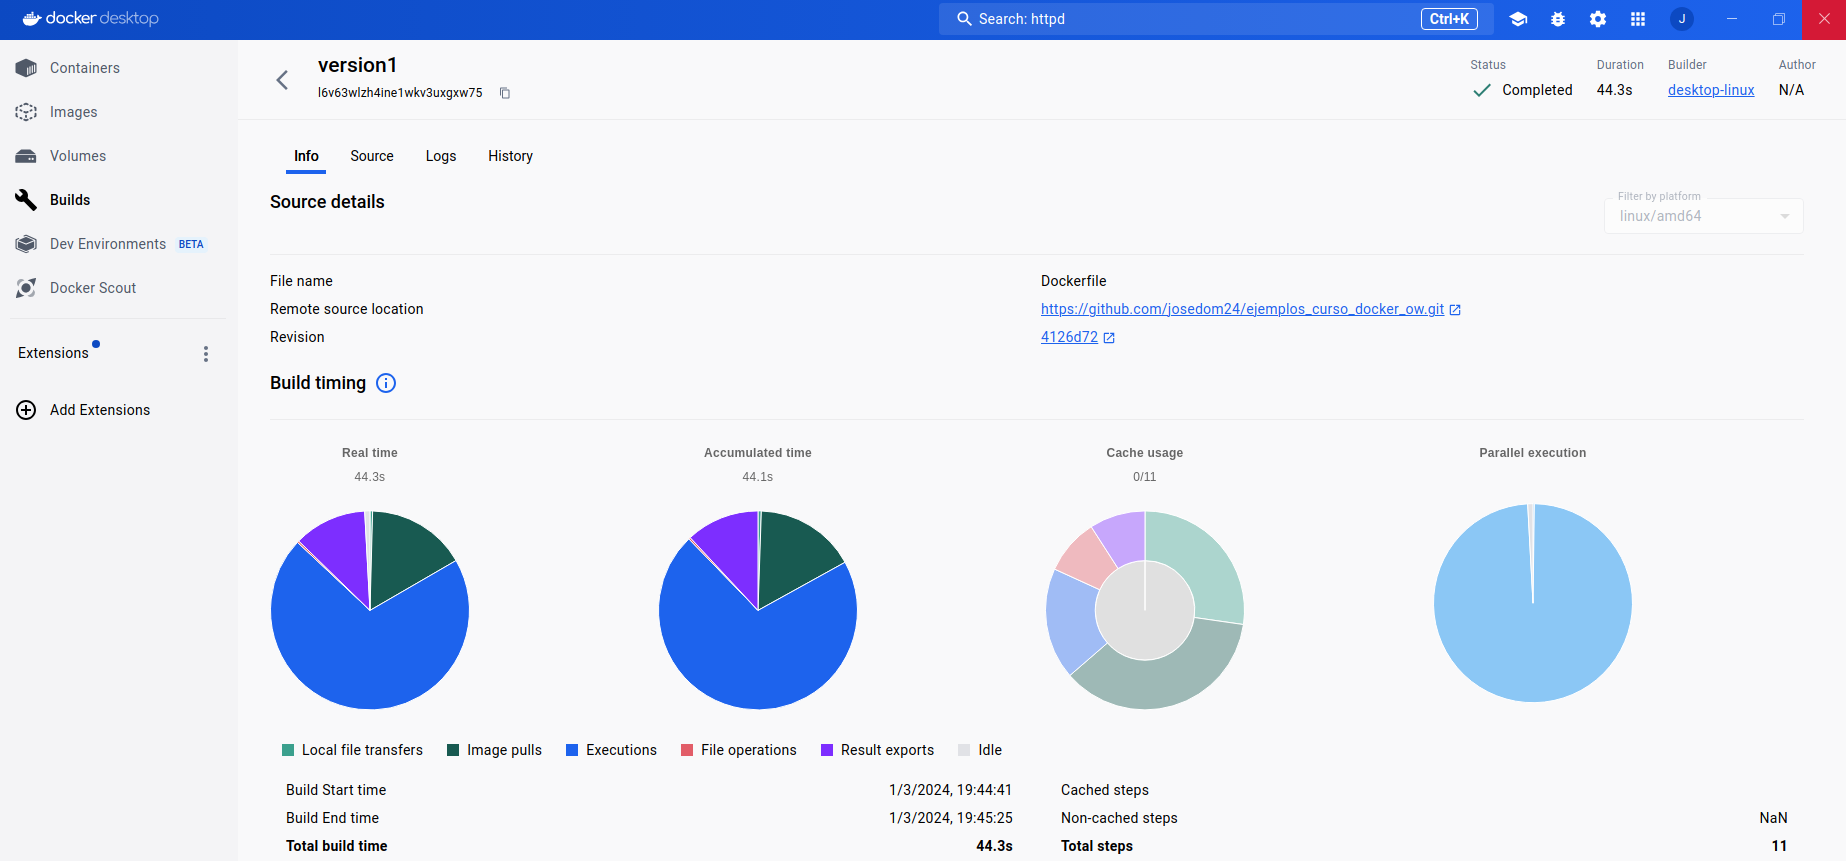 docker desktop
Search: httpd
Ctrl+K
J
Containers
Images
Volumes
Builds
Dev Environments BETA
Docker Scout
Extensions
Add Extensions
version1
l6v63wlzh4ine1wkv3uxgxw75
Status
Completed
Duration
44.3s
Builder
desktop-linux
Author
N/A
Info Source Logs History
Source details
Filter by platform
linux/amd64
File name Dockerfile
Remote source location https://github.com/josedom24/ejemplos_curso_docker_ow.git
Revision 4126d72
Build timing
Real time
44.3s
Accumulated time
44.1s
Cache usage
0/11
Parallel execution
Local file transfers Image pulls Executions File operations Result exports Idle
Build Start time 1/3/2024, 19:44:41
Build End time 1/3/2024, 19:45:25
Total build time 44.3s
Cached steps
Non-cached steps NaN
Total steps 11